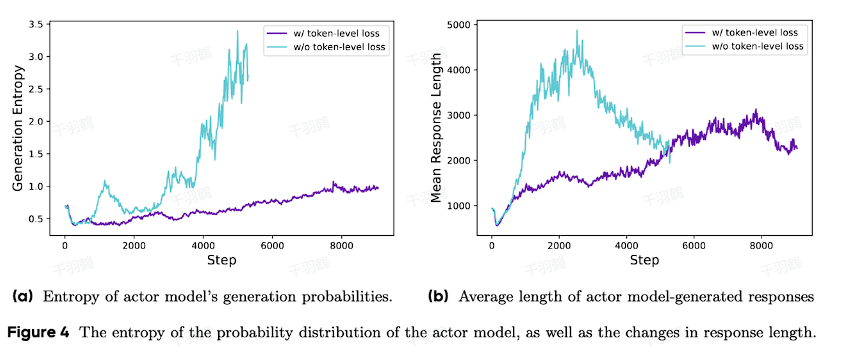 3.5
3.0
2.5
2.0
1.5
1.0
0.5
Generation Entropy
w/ token-level loss
w/o token-level loss
0 2000 4000 6000 8000
Step
5000
4000
3000
2000
1000
Mean Response Length
w/ token-level loss
w/o token-level loss
0 2000 4000 6000 8000
Step
(a) Entropy of actor model's generation probabilities.
(b) Average length of actor model-generated responses
Figure 4 The entropy of the probability distribution of the actor model, as well as the changes in response length.